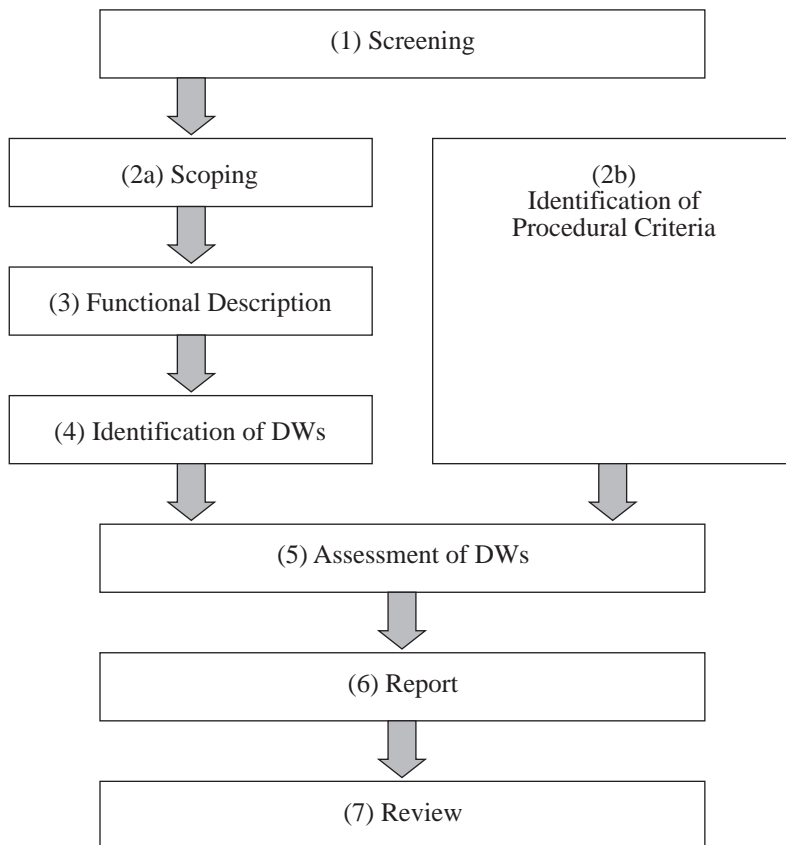 (1) Screening
(2a) Scoping
(2b)
Identification of
Procedural Criteria
(3) Functional Description
(4) Identification of DWs
(5) Assessment of DWs
(6) Report
(7) Review